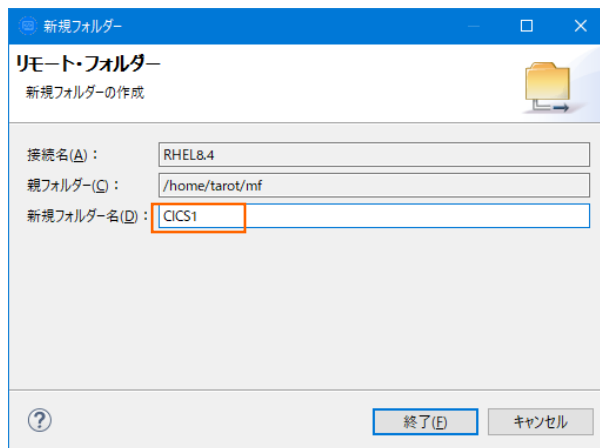 新規フォルダー
リモート・フォルダー
新規フォルダーの作成
接続名(A)： RHEL8.4
親フォルダー(C)： /home/tarot/mf
新規フォルダー名(D)： CICS1
?
終了(F) キャンセル